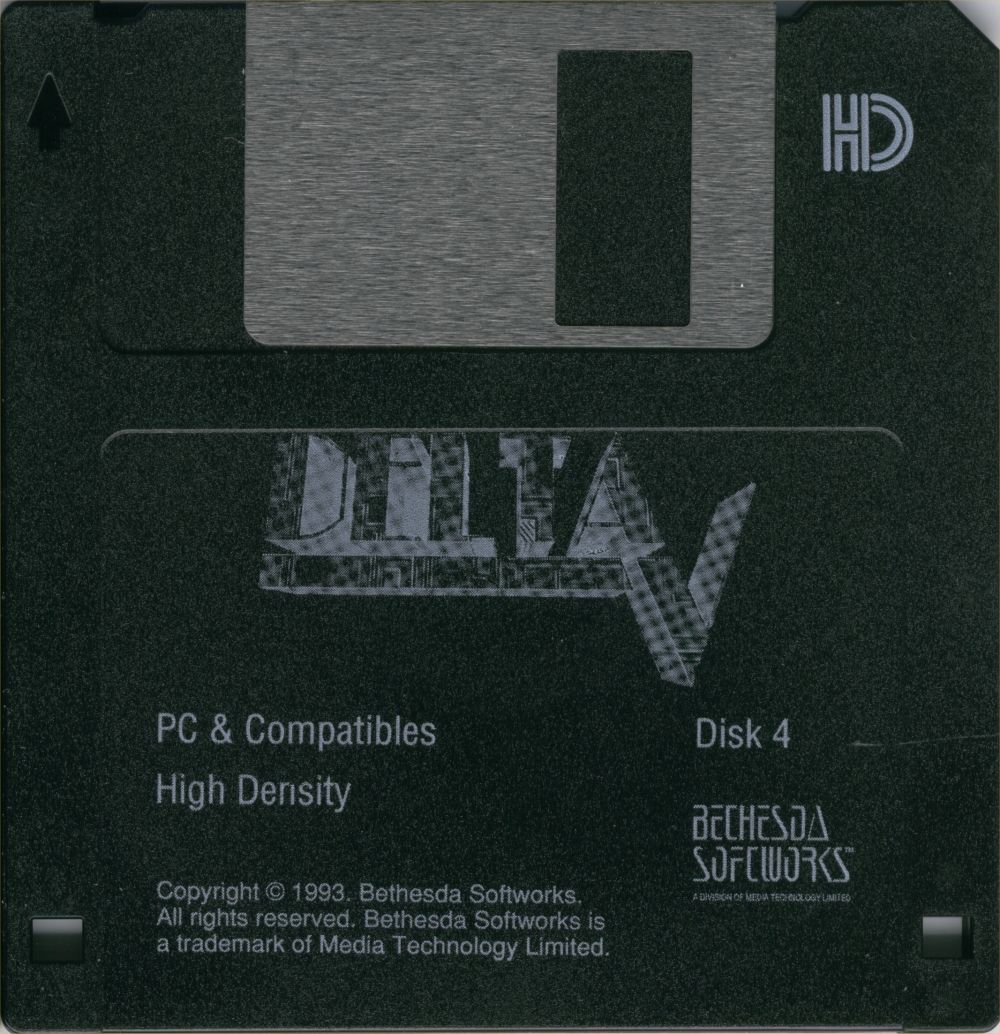 HD
DELTA V
PC & Compatibles
Disk 4
High Density
BETHESDA
SOFTWORKS™
A DIVISION OF MEDIA TECHNOLOGY LIMITED
Copyright © 1993. Bethesda Softworks.
All rights reserved. Bethesda Softworks is
a trademark of Media Technology Limited.